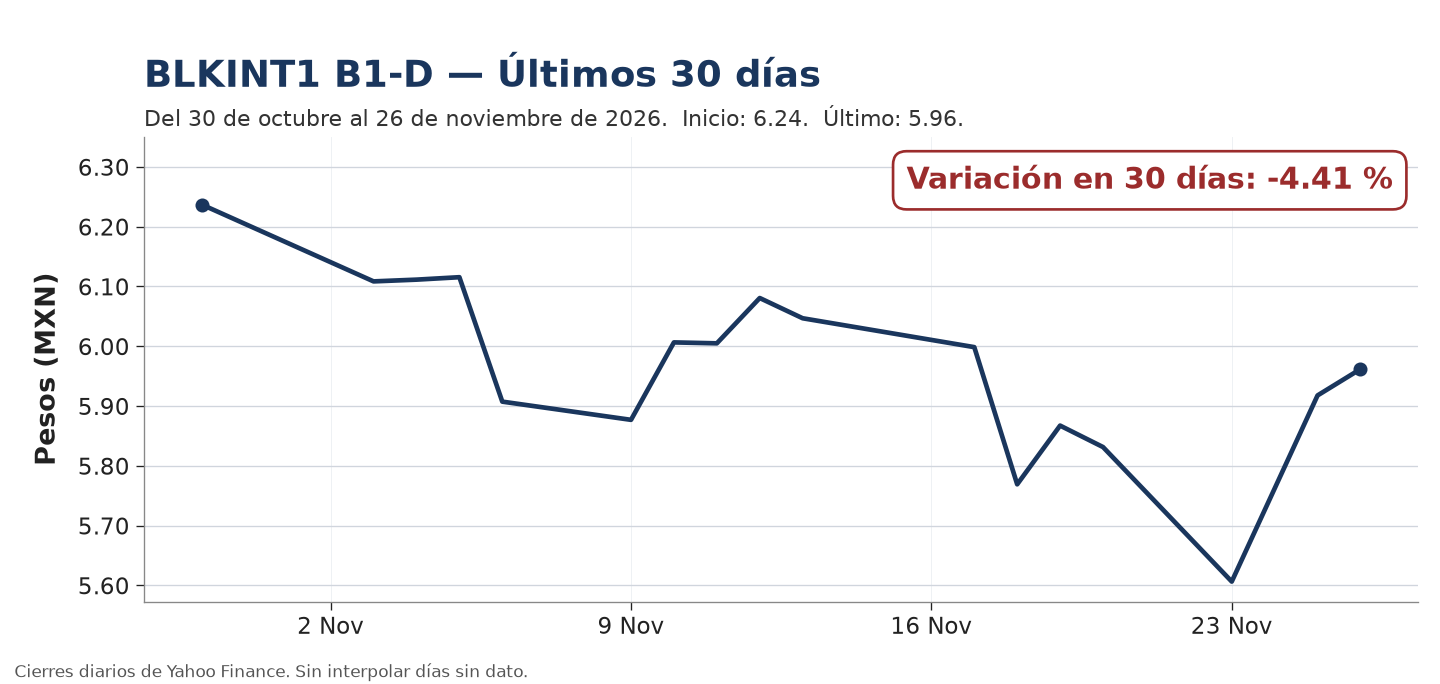 BLKINT1 B1-D — Últimos 30 días
Del 30 de octubre al 26 de noviembre de 2026.  Inicio: 6.24.  Último: 5.96.
Variación en 30 días: -4.41 %
Pesos (MXN)
6.30
6.20
6.10
6.00
5.90
5.80
5.70
5.60
2 Nov
9 Nov
16 Nov
23 Nov
Cierres diarios de Yahoo Finance. Sin interpolar días sin dato.